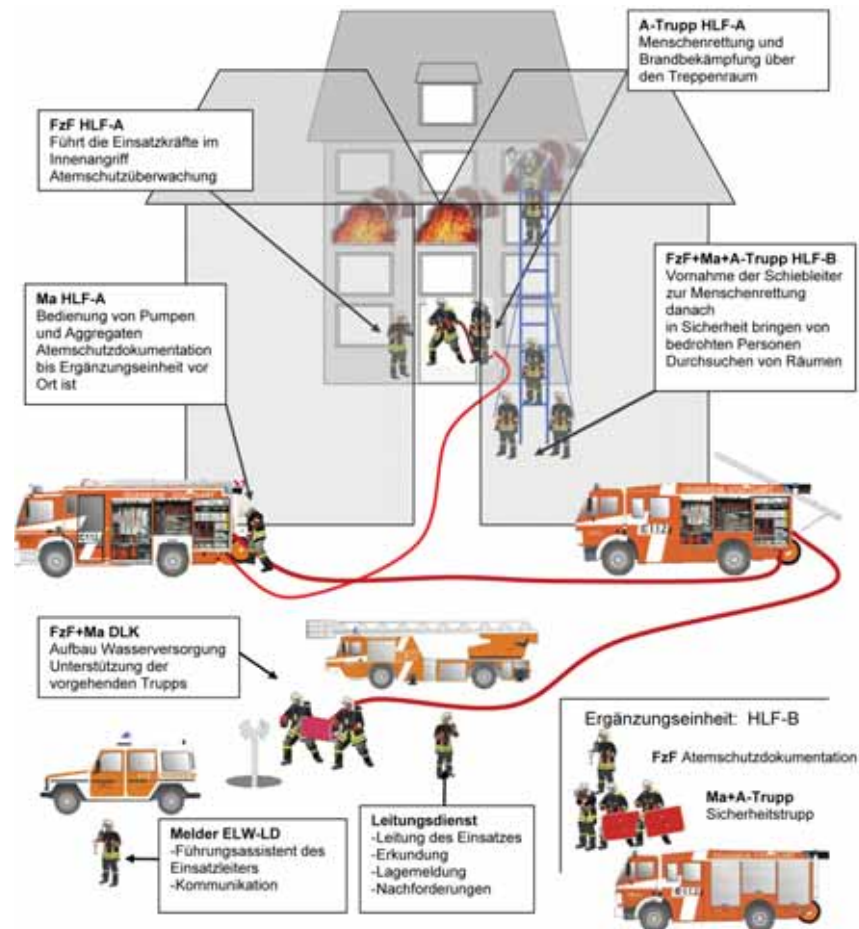 A-Trupp HLF-A
Menschenrettung und
Brandbekämpfung über
den Treppenraum
FzF HLF-A
Führt die Einsatzkräfte im
Innenangriff
Atemschutzüberwachung
FzF+Ma+A-Trupp HLF-B
Vornahme der Schiebleiter
zur Menschenrettung
danach
in Sicherheit bringen von
bedrohten Personen
Durchsuchen von Räumen
Ma HLF-A
Bedienung von Pumpen
und Aggregaten
Atemschutzdokumentation
bis Ergänzungseinheit vor
Ort ist
FzF+Ma DLK
Aufbau Wasserversorgung
Unterstützung der
vorgehenden Trupps
Ergänzungseinheit: HLF-B
FzF Atemschutzdokumentation
Ma+A-Trupp
Sicherheitstrupp
Melder ELW-LD
-Führungsassistent des
Einsatzleiters
-Kommunikation
Leitungsdienst
-Leitung des Einsatzes
-Erkundung
-Lagemeldung
-Nachforderungen